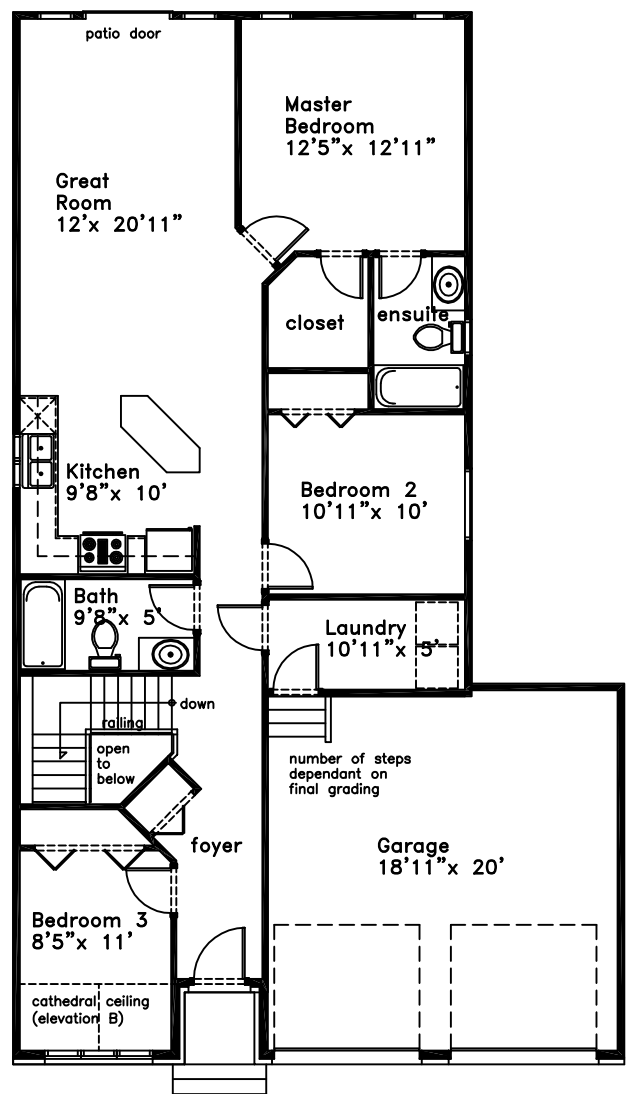 patio door
Master
Bedroom
12'5"x 12'11"
Great
Room
12'x 20'11"
closet
ensuite
Kitchen
9'8"x 10'
Bedroom 2
10'11"x 10'
Bath
9'8"x 5'
Laundry
10'11"x 5'
down
railing
open
to
below
number of steps
dependant on
final grading
foyer
Garage
18'11"x 20'
Bedroom 3
8'5"x 11'
cathedral ceiling
(elevation B)